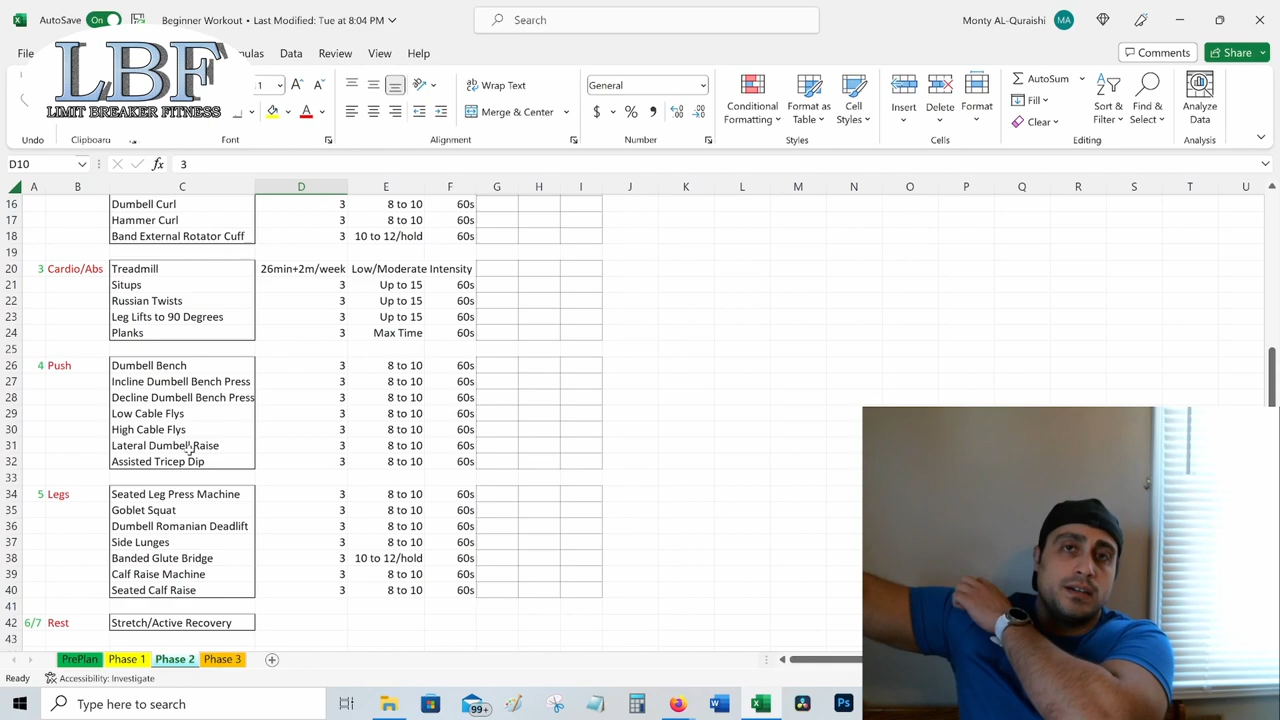 AutoSave On Beginner Workout • Last Modified: Tue at 8:04 PM Search Monty AL-Quraishi MA
Data Review View Help Comments Share
LBF
LIMIT BREAKER FITNESS
Wrap Text General AutoSum
Merge & Center $ % Conditional Formatting Format as Table Cell Styles Insert Delete Format Fill Clear Sort & Filter Find & Select Analyze Data
Undo Clipboard Font Alignment Number Styles Cells Editing Analysis
D10 fx 3
A B C D E F G H I J K L M N O P Q R S T U
16 Dumbell Curl 3 8 to 10 60s
17 Hammer Curl 3 8 to 10 60s
18 Band External Rotator Cuff 3 10 to 12/hold 60s
19
20 3 Cardio/Abs Treadmill 26min+2m/week Low/Moderate Intensity
21 Situps 3 Up to 15 60s
22 Russian Twists 3 Up to 15 60s
23 Leg Lifts to 90 Degrees 3 Up to 15 60s
24 Planks 3 Max Time 60s
25
26 4 Push Dumbell Bench 3 8 to 10 60s
27 Incline Dumbell Bench Press 3 8 to 10 60s
28 Decline Dumbell Bench Press 3 8 to 10 60s
29 Low Cable Flys 3 8 to 10 60s
30 High Cable Flys 3 8 to 10 60s
31 Lateral Dumbell Raise 3 8 to 10 60s
32 Assisted Tricep Dip 3 8 to 10 60s
33
34 5 Legs Seated Leg Press Machine 3 8 to 10 60s
35 Goblet Squat 3 8 to 10 60s
36 Dumbell Romanian Deadlift 3 8 to 10 60s
37 Side Lunges 3 8 to 10 60s
38 Banded Glute Bridge 3 10 to 12/hold 60s
39 Calf Raise Machine 3 8 to 10 60s
40 Seated Calf Raise 3 8 to 10 60s
41
42 6/7 Rest Stretch/Active Recovery
43
PrePlan Phase 1 Phase 2 Phase 3
Ready Accessibility: Investigate
Type here to search 99+ Ps